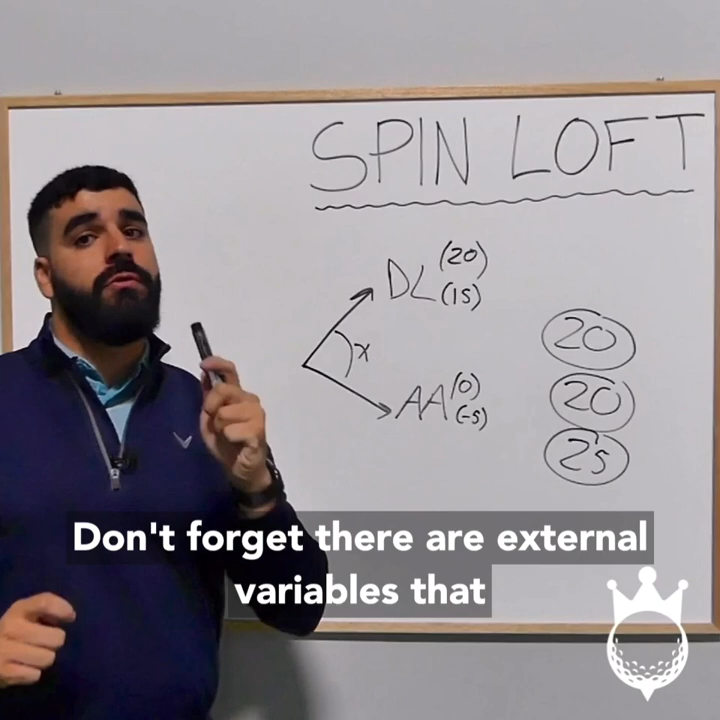 SPIN LOFT
DL (20)
(15)
x
AA (0)
(-5)
20
20
25
Don't forget there are external
variables that